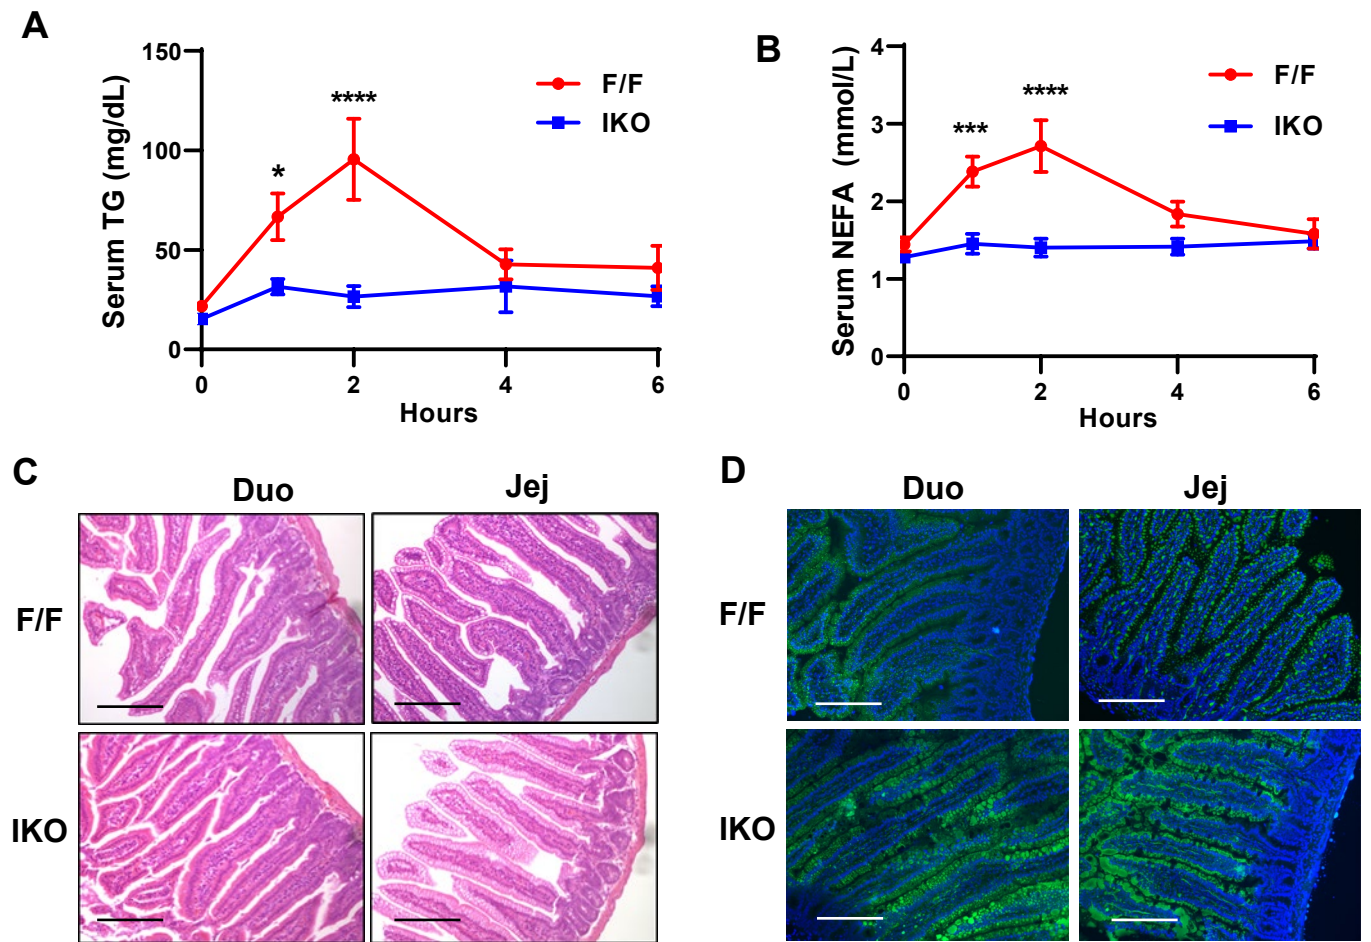 A
Serum TG (mg/dL)
150
100
50
0
*
****
F/F
IKO
0 2 4 6
Hours
B
Serum NEFA (mmol/L)
4
3
2
1
0
***
****
F/F
IKO
0 2 4 6
Hours
C
Duo Jej
F/F
IKO
D
Duo Jej
F/F
IKO